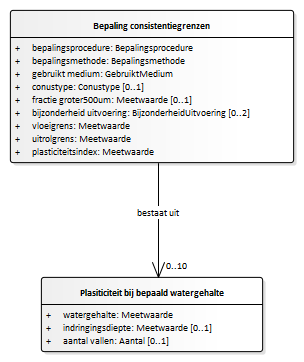 Bepaling consistentiegrenzen
+ bepalingsprocedure: Bepalingsprocedure
+ bepalingsmethode: Bepalingsmethode
+ gebruikt medium: GebruiktMedium
+ conustype: Conustype [0..1]
+ fractie groter500um: Meetwaarde [0..1]
+ bijzonderheid uitvoering: BijzonderheidUitvoering [0..2]
+ vloeigrens: Meetwaarde
+ uitrolgrens: Meetwaarde
+ plasticiteitsindex: Meetwaarde
bestaat uit
0..10
Plasiticiteit bij bepaald watergehalte
+ watergehalte: Meetwaarde
+ indringingsdiepte: Meetwaarde [0..1]
+ aantal vallen: Aantal [0..1]